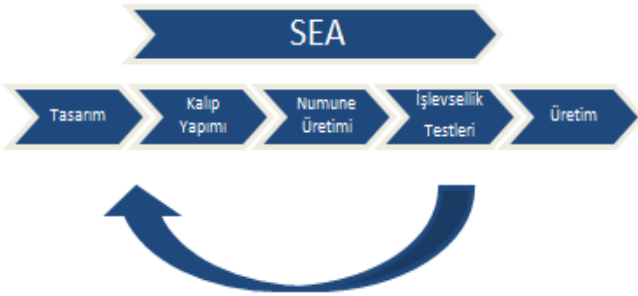 SEA
Tasarım
Kalıp
Yapımı
Numune
Üretimi
İşlevsellik
Testleri
Üretim